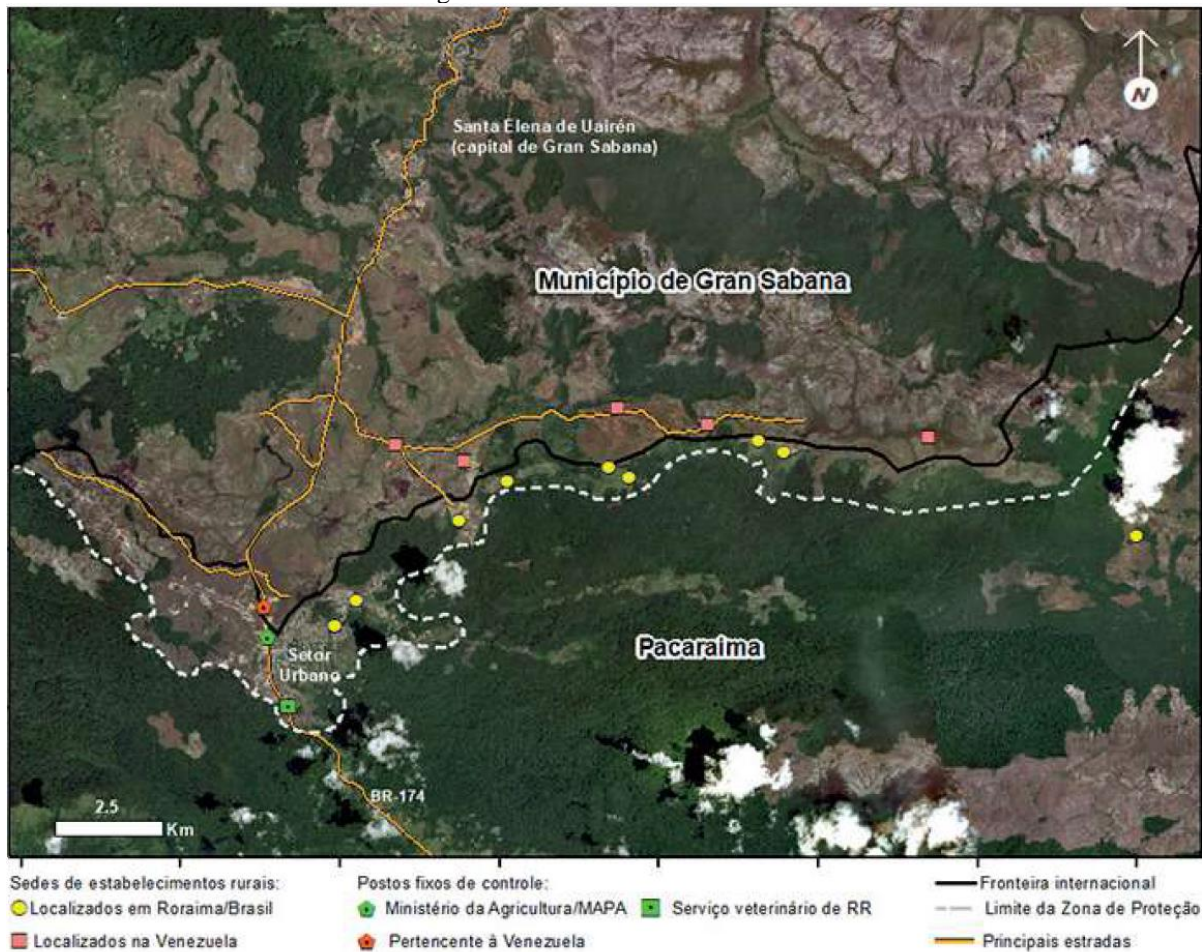 N
Santa Elena de Uairén
(capital de Gran Sabana)
Município de Gran Sabana
Setor
Urbano
Pacaraima
BR-174
2.5
Km
Sedes de estabelecimentos rurais:
Localizados em Roraima/Brasil
Localizados na Venezuela
Postos fixos de controle:
Ministério da Agricultura/MAPA
Serviço veterinário de RR
Pertencente à Venezuela
Fronteira internacional
Limite da Zona de Proteção
Principais estradas